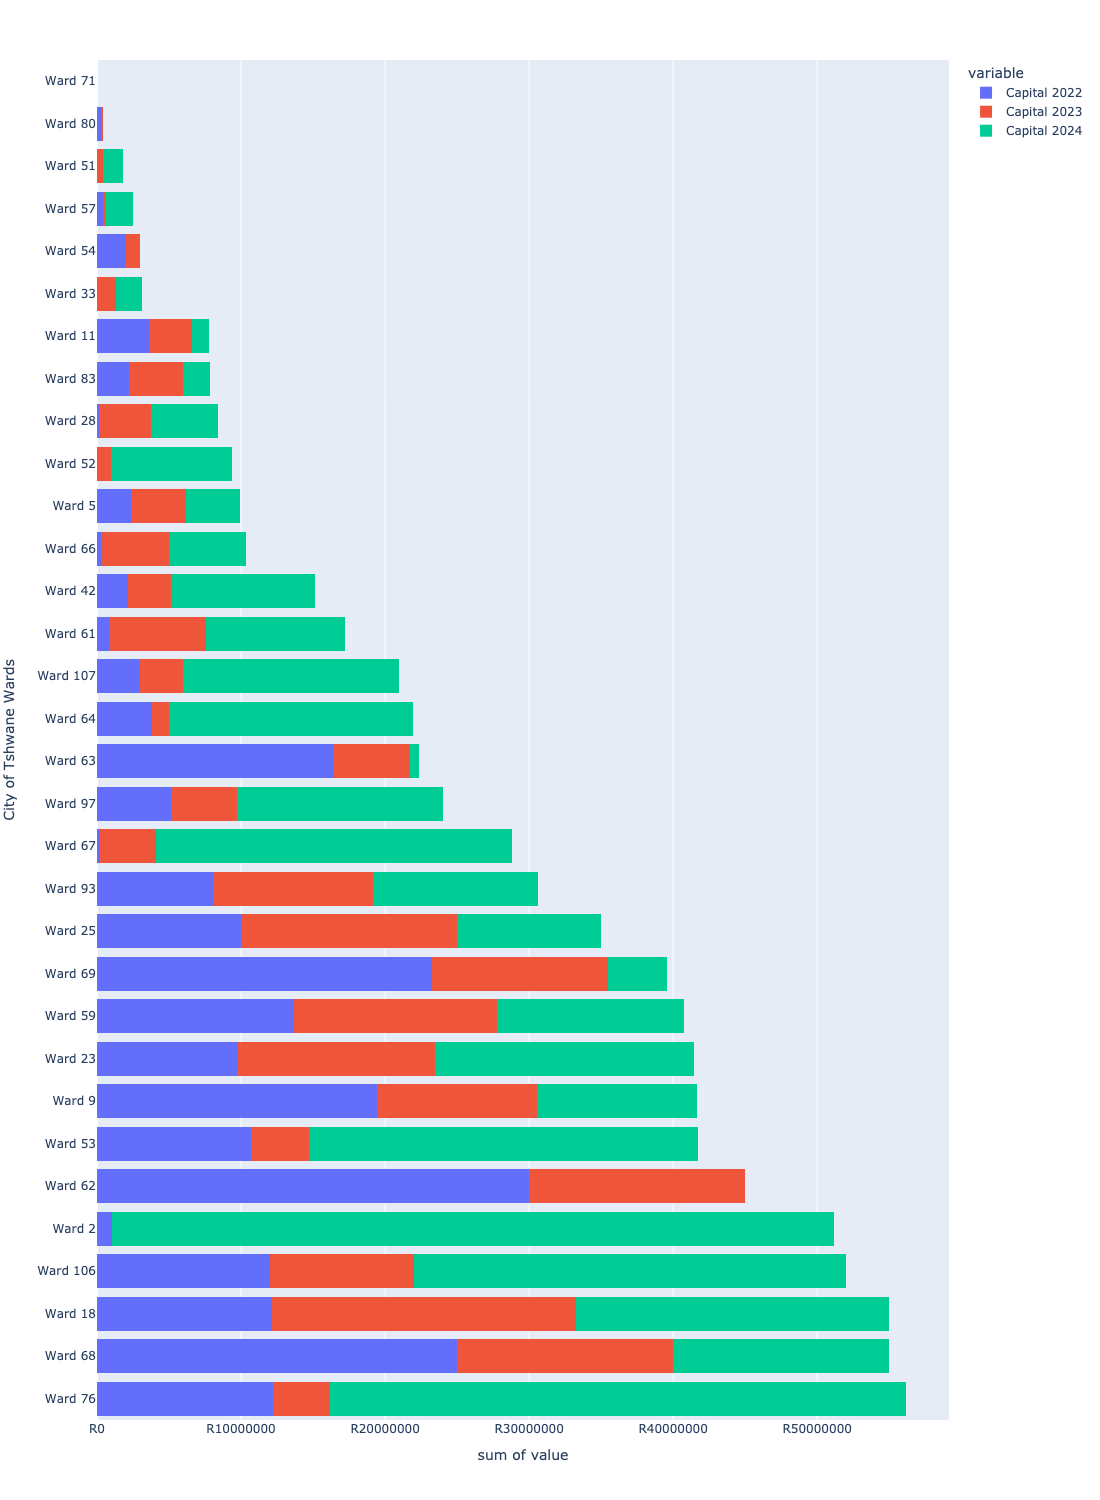 variable
Capital 2022
Capital 2023
Capital 2024
City of Tshwane Wards
Ward 71
Ward 80
Ward 51
Ward 57
Ward 54
Ward 33
Ward 11
Ward 83
Ward 28
Ward 52
Ward 5
Ward 66
Ward 42
Ward 61
Ward 107
Ward 64
Ward 63
Ward 97
Ward 67
Ward 93
Ward 25
Ward 69
Ward 59
Ward 23
Ward 9
Ward 53
Ward 62
Ward 2
Ward 106
Ward 18
Ward 68
Ward 76
R0 R10000000 R20000000 R30000000 R40000000 R50000000
sum of value